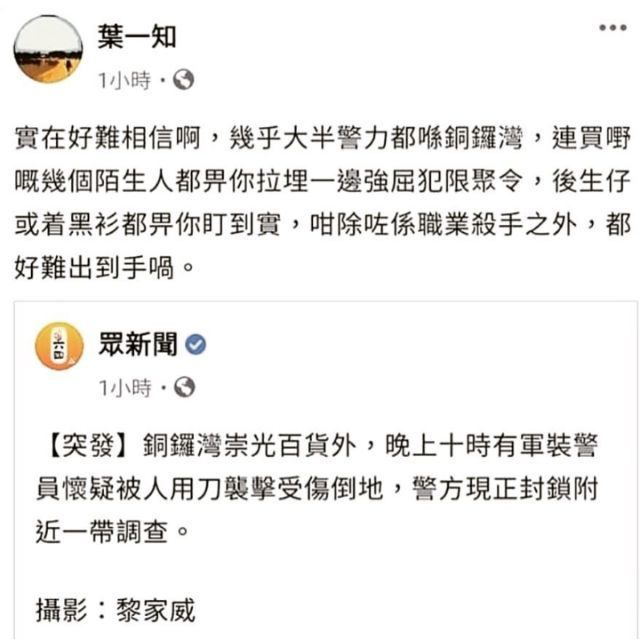 葉一知
1小時·
實在好難相信啊，幾乎大半警力都喺銅鑼灣，連買嘢
嘅幾個陌生人都畀你拉埋一邊強屈犯限聚令，後生仔
或着黑衫都畀你盯到實，咁除咗係職業殺手之外，都
好難出到手喎。
六四
眾新聞
1小時·
【突發】銅鑼灣崇光百貨外，晚上十時有軍裝警
員懷疑被人用刀襲擊受傷倒地，警方現正封鎖附
近一帶調查。
攝影：黎家威